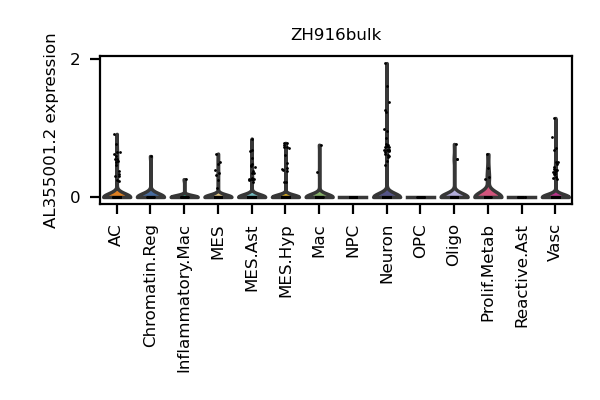 ZH916bulk
AL355001.2 expression
2
0
AC
Chromatin.Reg
Inflammatory.Mac
MES
MES.Ast
MES.Hyp
Mac
NPC
Neuron
OPC
Oligo
Prolif.Metab
Reactive.Ast
Vasc